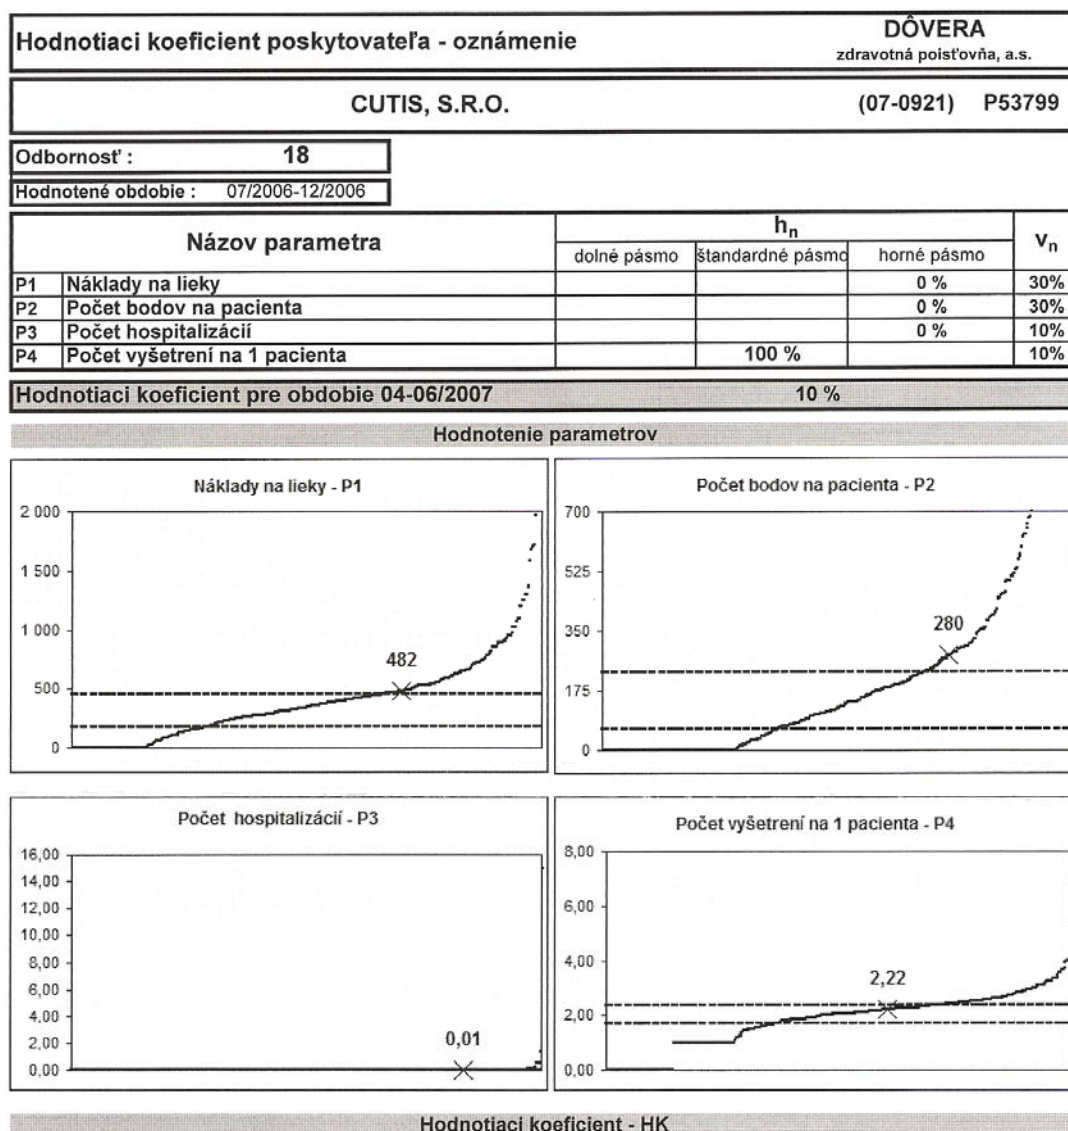 Hodnotiaci koeficient poskytovateľa - oznámenie
DÔVERA
zdravotná poisťovňa, a.s.
CUTIS, S.R.O. (07-0921) P53799
Odbornosť : 18
Hodnotené obdobie : 07/2006-12/2006
Názov parametra hn vn
dolné pásmo štandardné pásmo horné pásmo
P1 Náklady na lieky 0 % 30%
P2 Počet bodov na pacienta 0 % 30%
P3 Počet hospitalizácií 0 % 10%
P4 Počet vyšetrení na 1 pacienta 100 % 10%
Hodnotiaci koeficient pre obdobie 04-06/2007 10 %
Hodnotenie parametrov
Náklady na lieky - P1
2 000
1 500
1 000
500
0
482
Počet bodov na pacienta - P2
700
525
350
175
0
280
Počet hospitalizácií - P3
16,00
14,00
12,00
10,00
8,00
6,00
4,00
2,00
0,00
0,01
Počet vyšetrení na 1 pacienta - P4
8,00
6,00
4,00
2,00
0,00
2,22
Hodnotiaci koeficient - HK